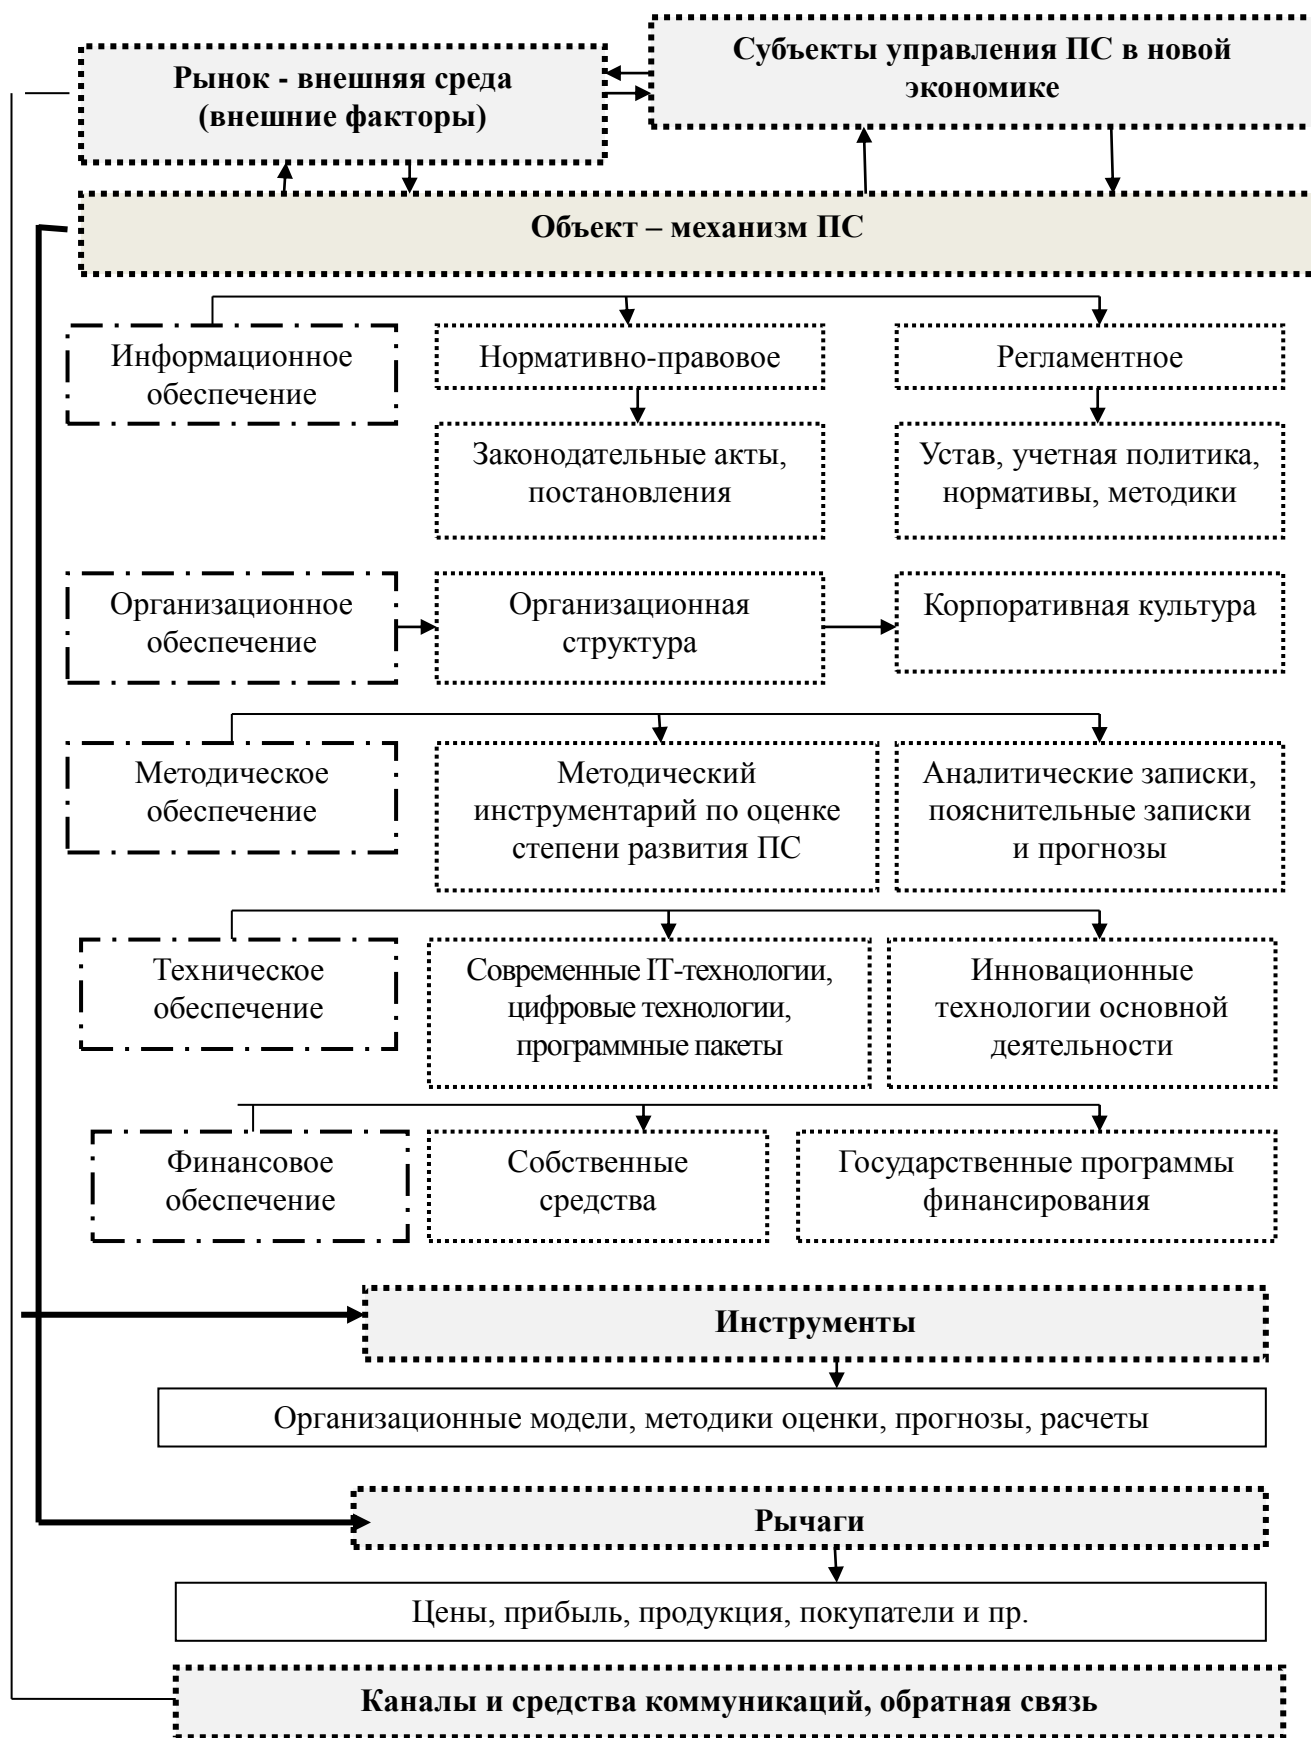 Рынок - внешняя среда
(внешние факторы)
Субъекты управления ПС в новой
экономике
Объект – механизм ПС
Информационное
обеспечение
Нормативно-правовое
Регламентное
Законодательные акты,
постановления
Устав, учетная политика,
нормативы, методики
Организационное
обеспечение
Организационная
структура
Корпоративная культура
Методическое
обеспечение
Методический
инструментарий по оценке
степени развития ПС
Аналитические записки,
пояснительные записки
и прогнозы
Техническое
обеспечение
Современные IT-технологии,
цифровые технологии,
программные пакеты
Инновационные
технологии основной
деятельности
Финансовое
обеспечение
Собственные
средства
Государственные программы
финансирования
Инструменты
Организационные модели, методики оценки, прогнозы, расчеты
Рычаги
Цены, прибыль, продукция, покупатели и пр.
Каналы и средства коммуникаций, обратная связь